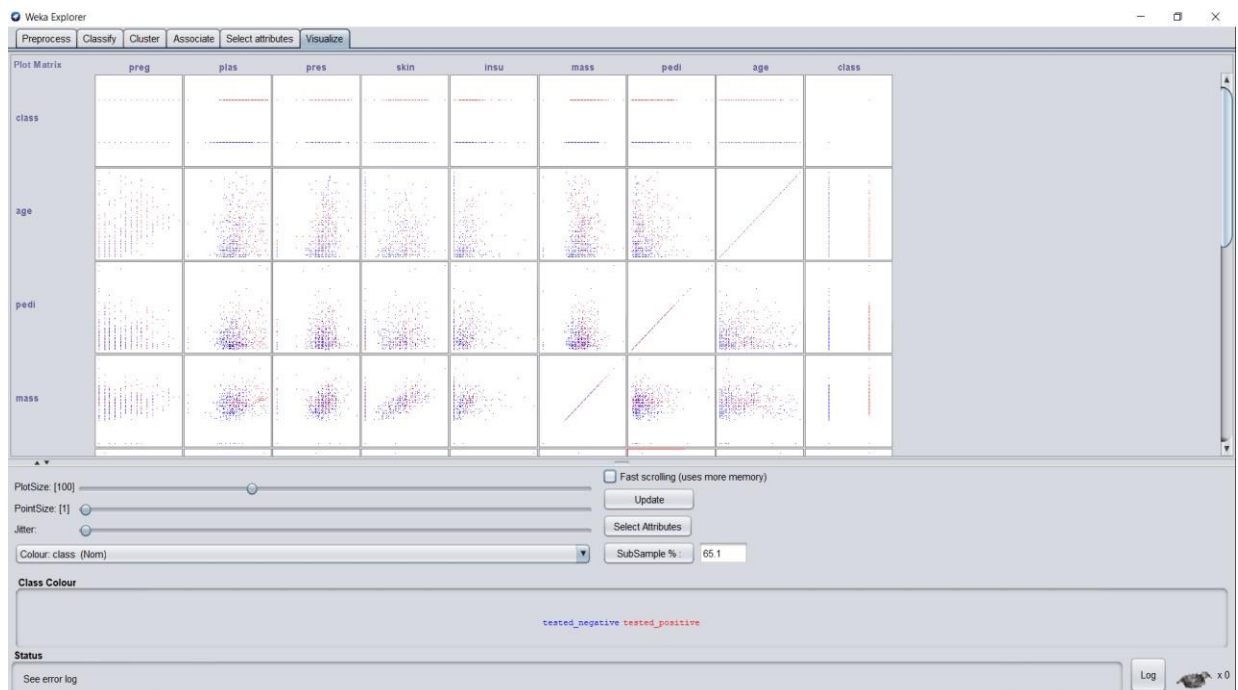 Weka Explorer
Preprocess Classify Cluster Associate Select attributes Visualize
Plot Matrix preg plas pres skin insu mass pedi age class
class
age
pedi
mass
PlotSize: [100]
Fast scrolling (uses more memory)
PointSize: [1]
Update
Jitter:
Select Attributes
Colour: class (Nom)
SubSample % : 65.1
Class Colour
tested_negative tested_positive
Status
See error log
Log x 0